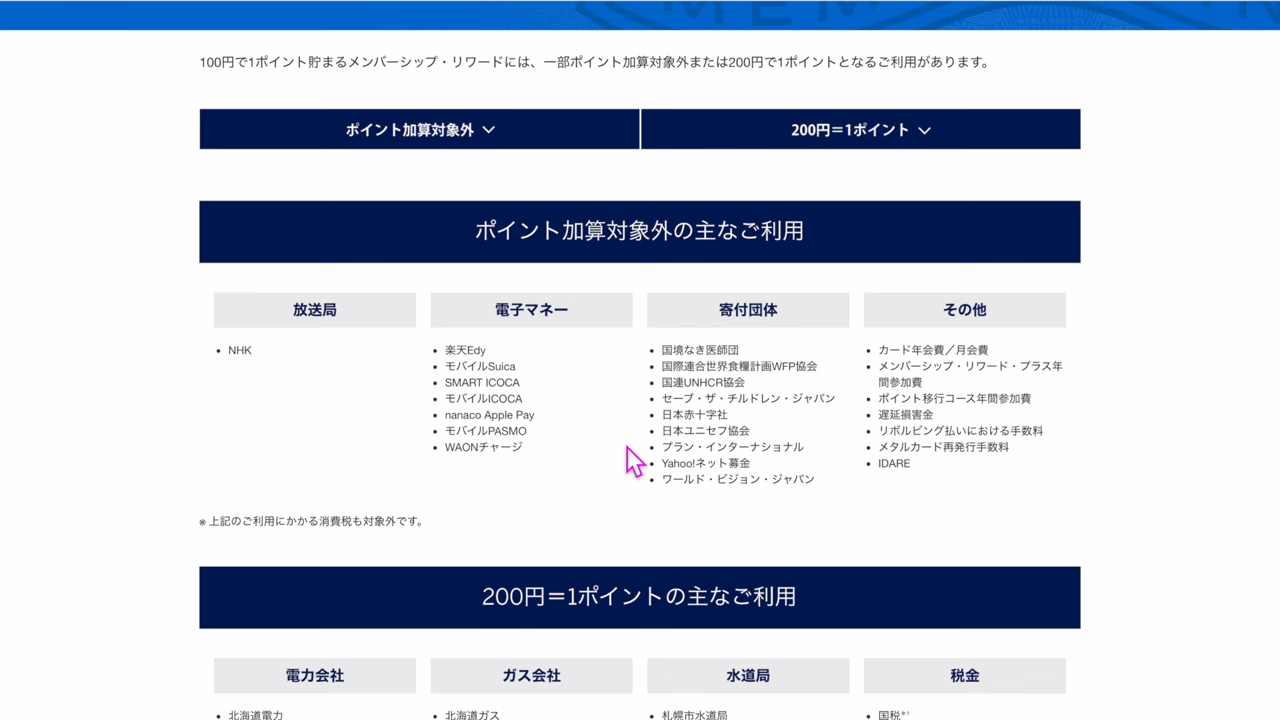 MEM
100円で1ポイント貯まるメンバーシップ・リワードには、一部ポイント加算対象外または200円で1ポイントとなるご利用があります。
ポイント加算対象外
200円＝1ポイント
ポイント加算対象外の主なご利用
放送局
• NHK
電子マネー
• 楽天Edy
• モバイルSuica
• SMART ICOCA
• モバイルICOCA
• nanaco Apple Pay
• モバイルPASMO
• WAONチャージ
寄付団体
• 国境なき医師団
• 国際連合世界食糧計画WFP協会
• 国連UNHCR協会
• セーブ・ザ・チルドレン・ジャパン
• 日本赤十字社
• 日本ユニセフ協会
• プラン・インターナショナル
• Yahoo!ネット募金
• ワールド・ビジョン・ジャパン
その他
• カード年会費／月会費
• メンバーシップ・リワード・プラス年
間参加費
• ポイント移行コース年間参加費
• 遅延損害金
• リボルビング払いにおける手数料
• メタルカード再発行手数料
• IDARE
※ 上記のご利用にかかる消費税も対象外です。
200円＝1ポイントの主なご利用
電力会社
• 北海道電力
ガス会社
• 北海道ガス
水道局
• 札幌市水道局
税金
• 国税*1